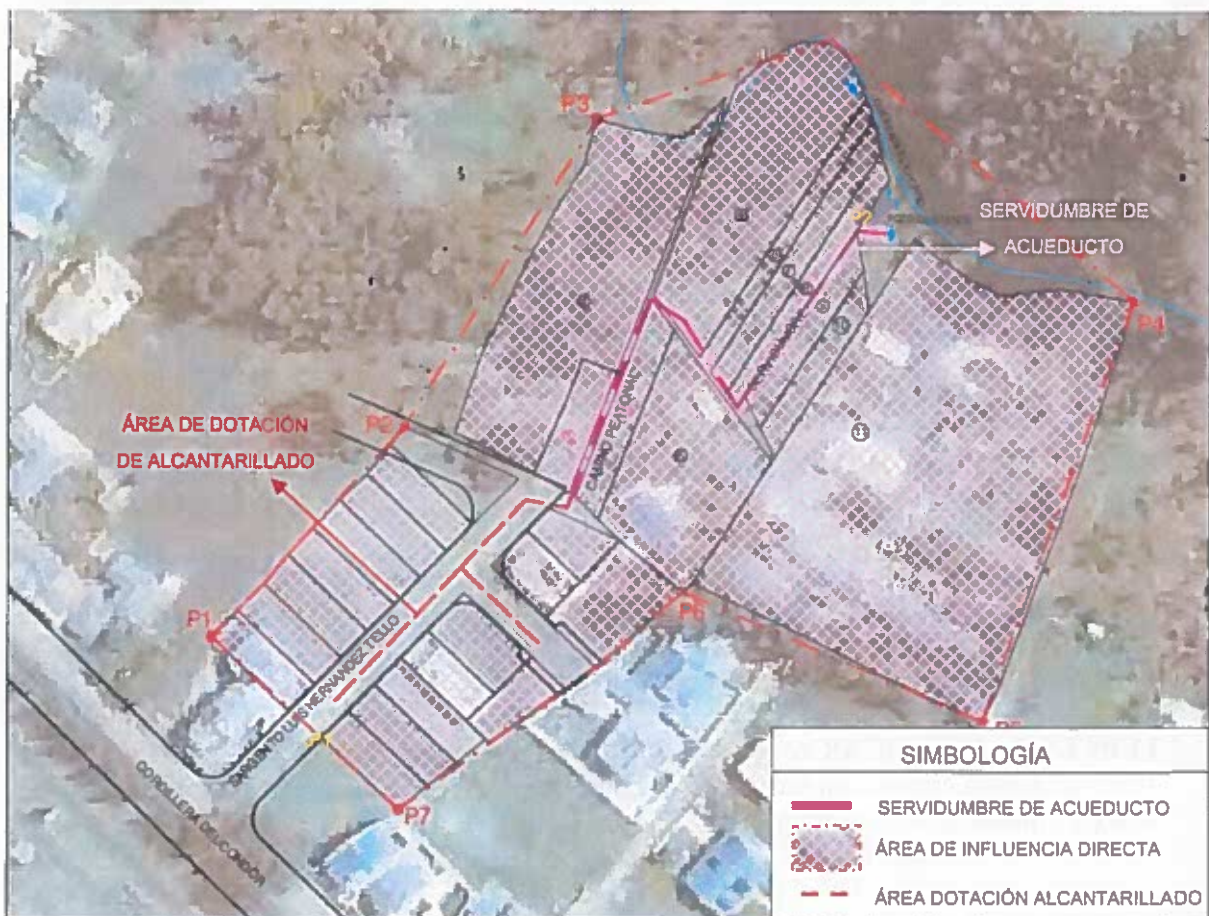 P3
SERVIDUMBRE DE
ACUEDUCTO
P4
ÁREA DE DOTACIÓN
DE ALCANTARILLADO
P2
CAMINO PEATONAL
P1
P6
SARGENTO LUIS HERNANDEZ TELLO
P5
P7
CORDILLERA DEL CONDOR
SIMBOLOGÍA
SERVIDUMBRE DE ACUEDUCTO
ÁREA DE INFLUENCIA DIRECTA
ÁREA DOTACIÓN ALCANTARILLADO